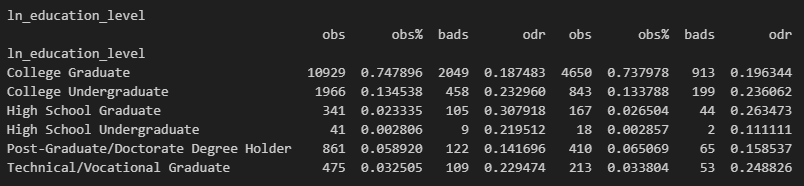 ln_education_level
obs obs% bads odr obs obs% bads odr
ln_education_level
College Graduate 10929 0.747896 2049 0.187483 4650 0.737978 913 0.196344
College Undergraduate 1966 0.134538 458 0.232960 843 0.133788 199 0.236062
High School Graduate 341 0.023335 105 0.307918 167 0.026504 44 0.263473
High School Undergraduate 41 0.002806 9 0.219512 18 0.002857 2 0.111111
Post-Graduate/Doctorate Degree Holder 861 0.058920 122 0.141696 410 0.065069 65 0.158537
Technical/Vocational Graduate 475 0.032505 109 0.229474 213 0.033804 53 0.248826